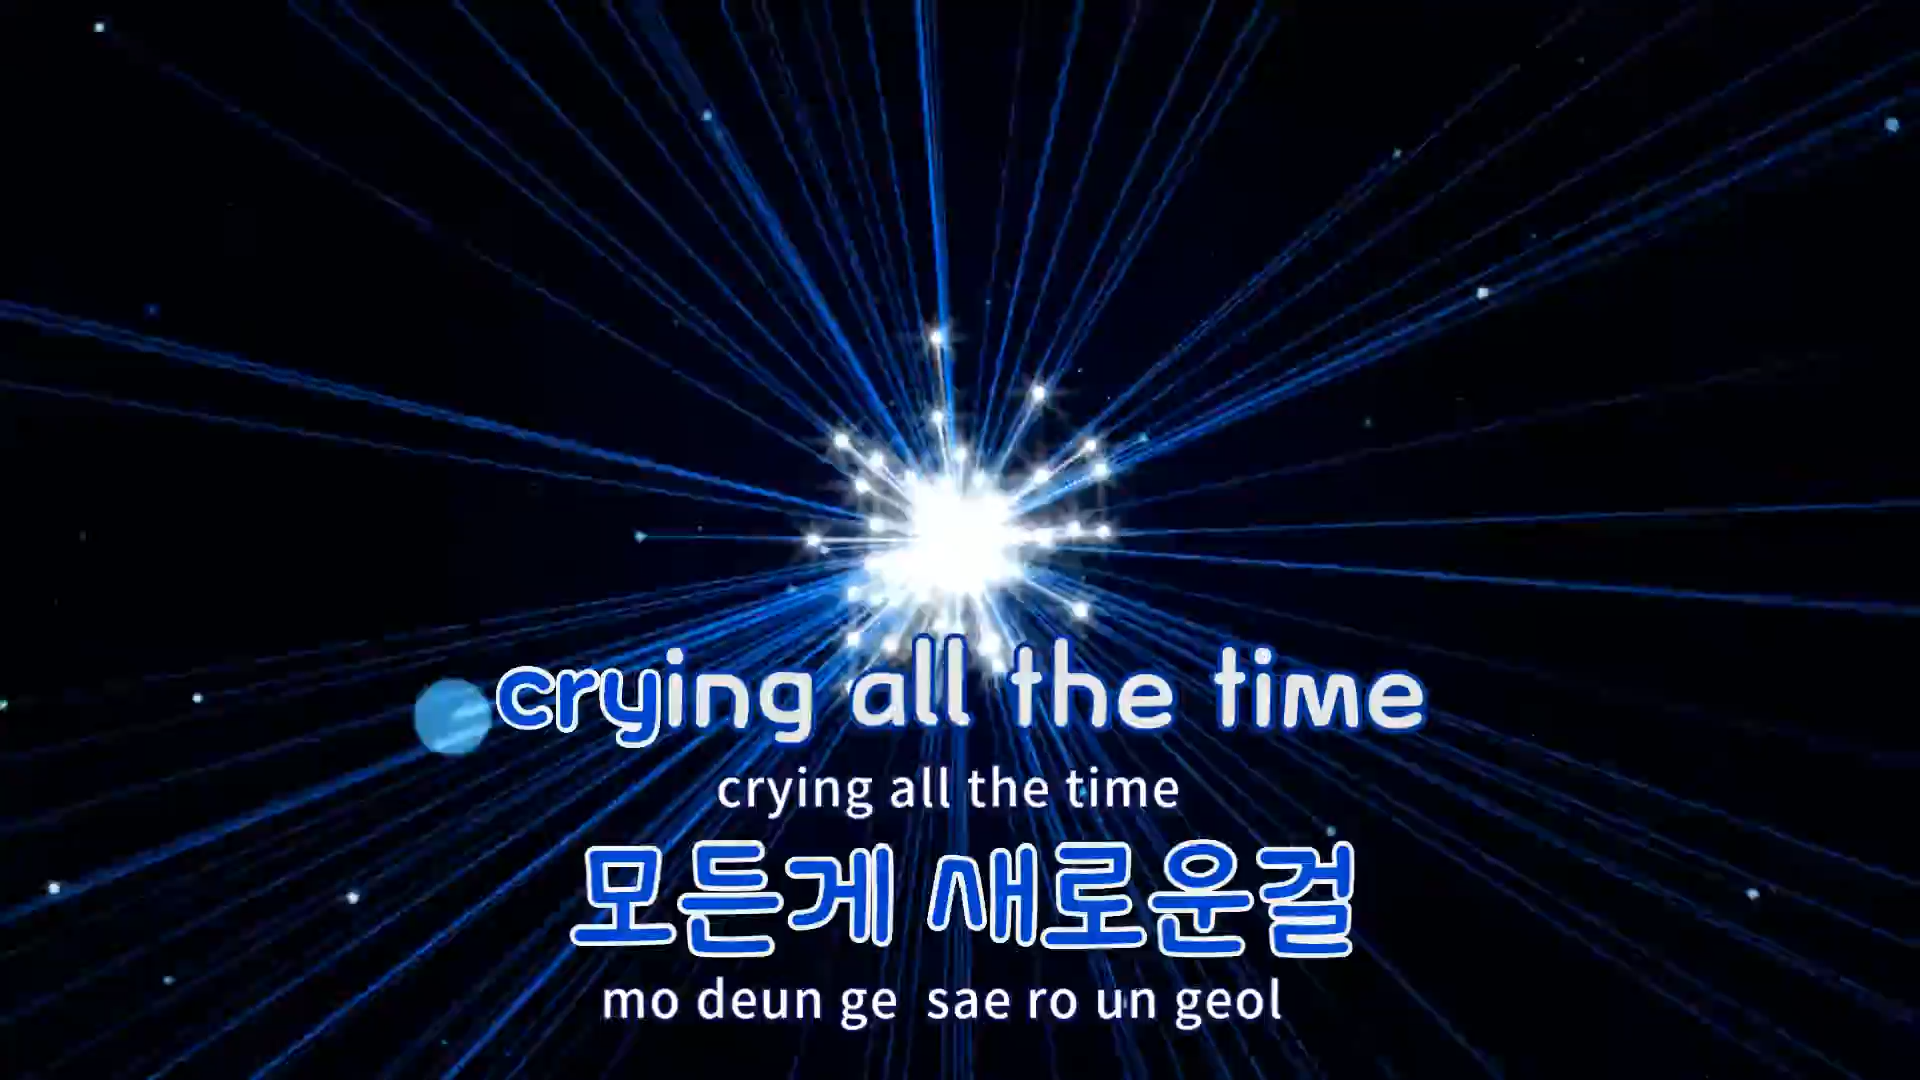 crying all the time
crying all the time
모든게 새로운걸
mo deun ge sae ro un geol